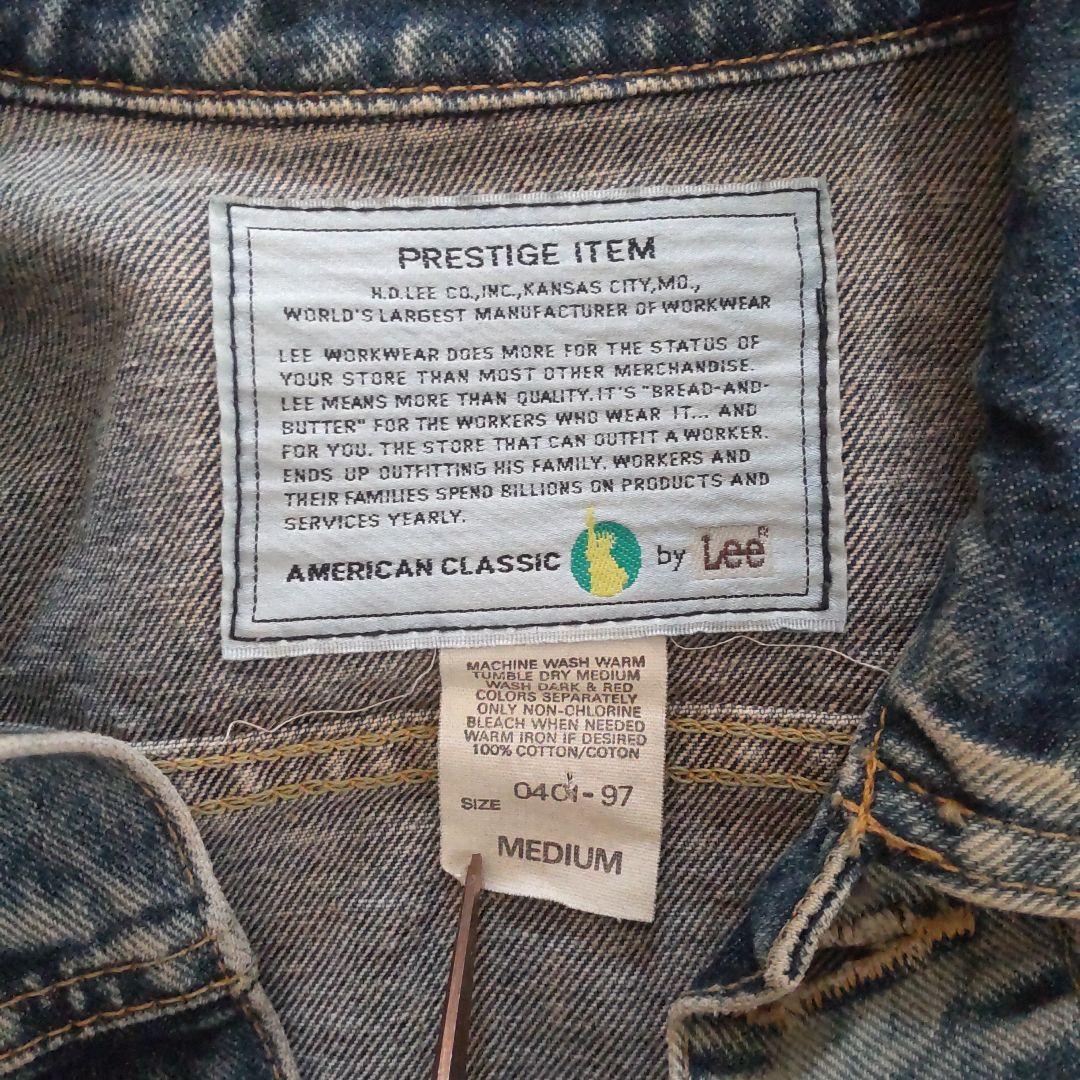 PRESTIGE ITEM
H.D.LEE CO.,INC.,KANSAS CITY,MO.,
WORLD'S LARGEST MANUFACTURER OF WORKWEAR
LEE WORKWEAR DOES MORE FOR THE STATUS OF
YOUR STORE THAN MOST OTHER MERCHANDISE.
LEE MEANS MORE THAN QUALITY.IT'S "BREAD-AND-
BUTTER" FOR THE WORKERS WHO WEAR IT... AND
FOR YOU. THE STORE THAT CAN OUTFIT A WORKER.
ENDS UP OUTFITTING HIS FAMILY. WORKERS AND
THEIR FAMILIES SPEND BILLIONS ON PRODUCTS AND
SERVICES YEARLY.
AMERICAN CLASSIC by Lee®
MACHINE WASH WARM
TUMBLE DRY MEDIUM
WASH DARK & RED
COLORS SEPARATELY
ONLY NON-CHLORINE
BLEACH WHEN NEEDED
WARM IRON IF DESIRED
100% COTTON/COTON
SIZE 0401-97
MEDIUM